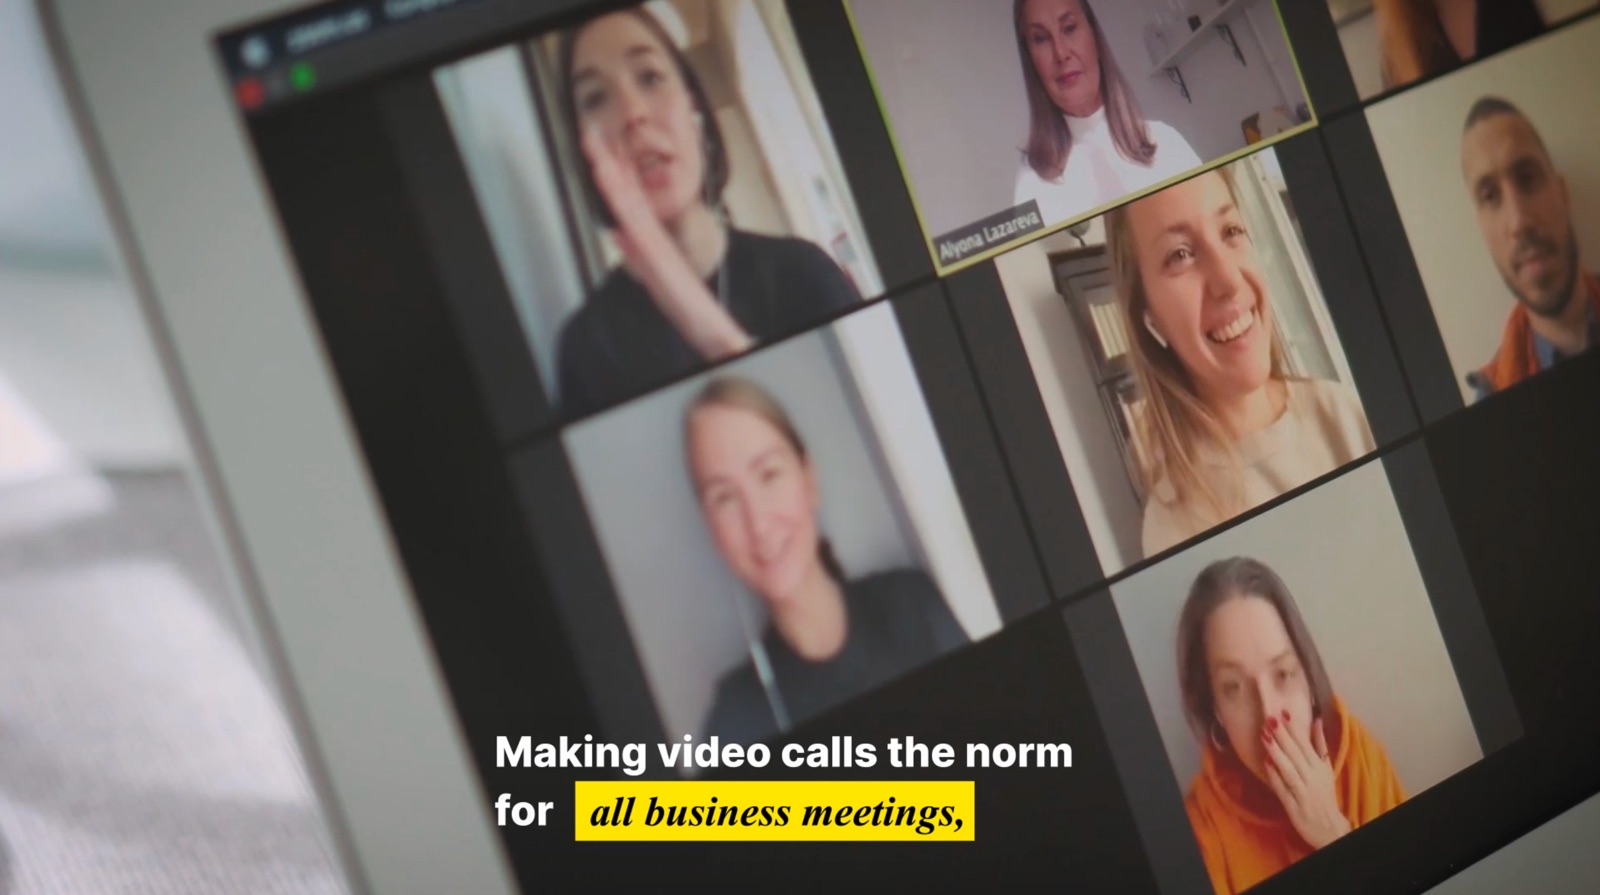 Alyona Lazareva
Making video calls the norm
for all business meetings,